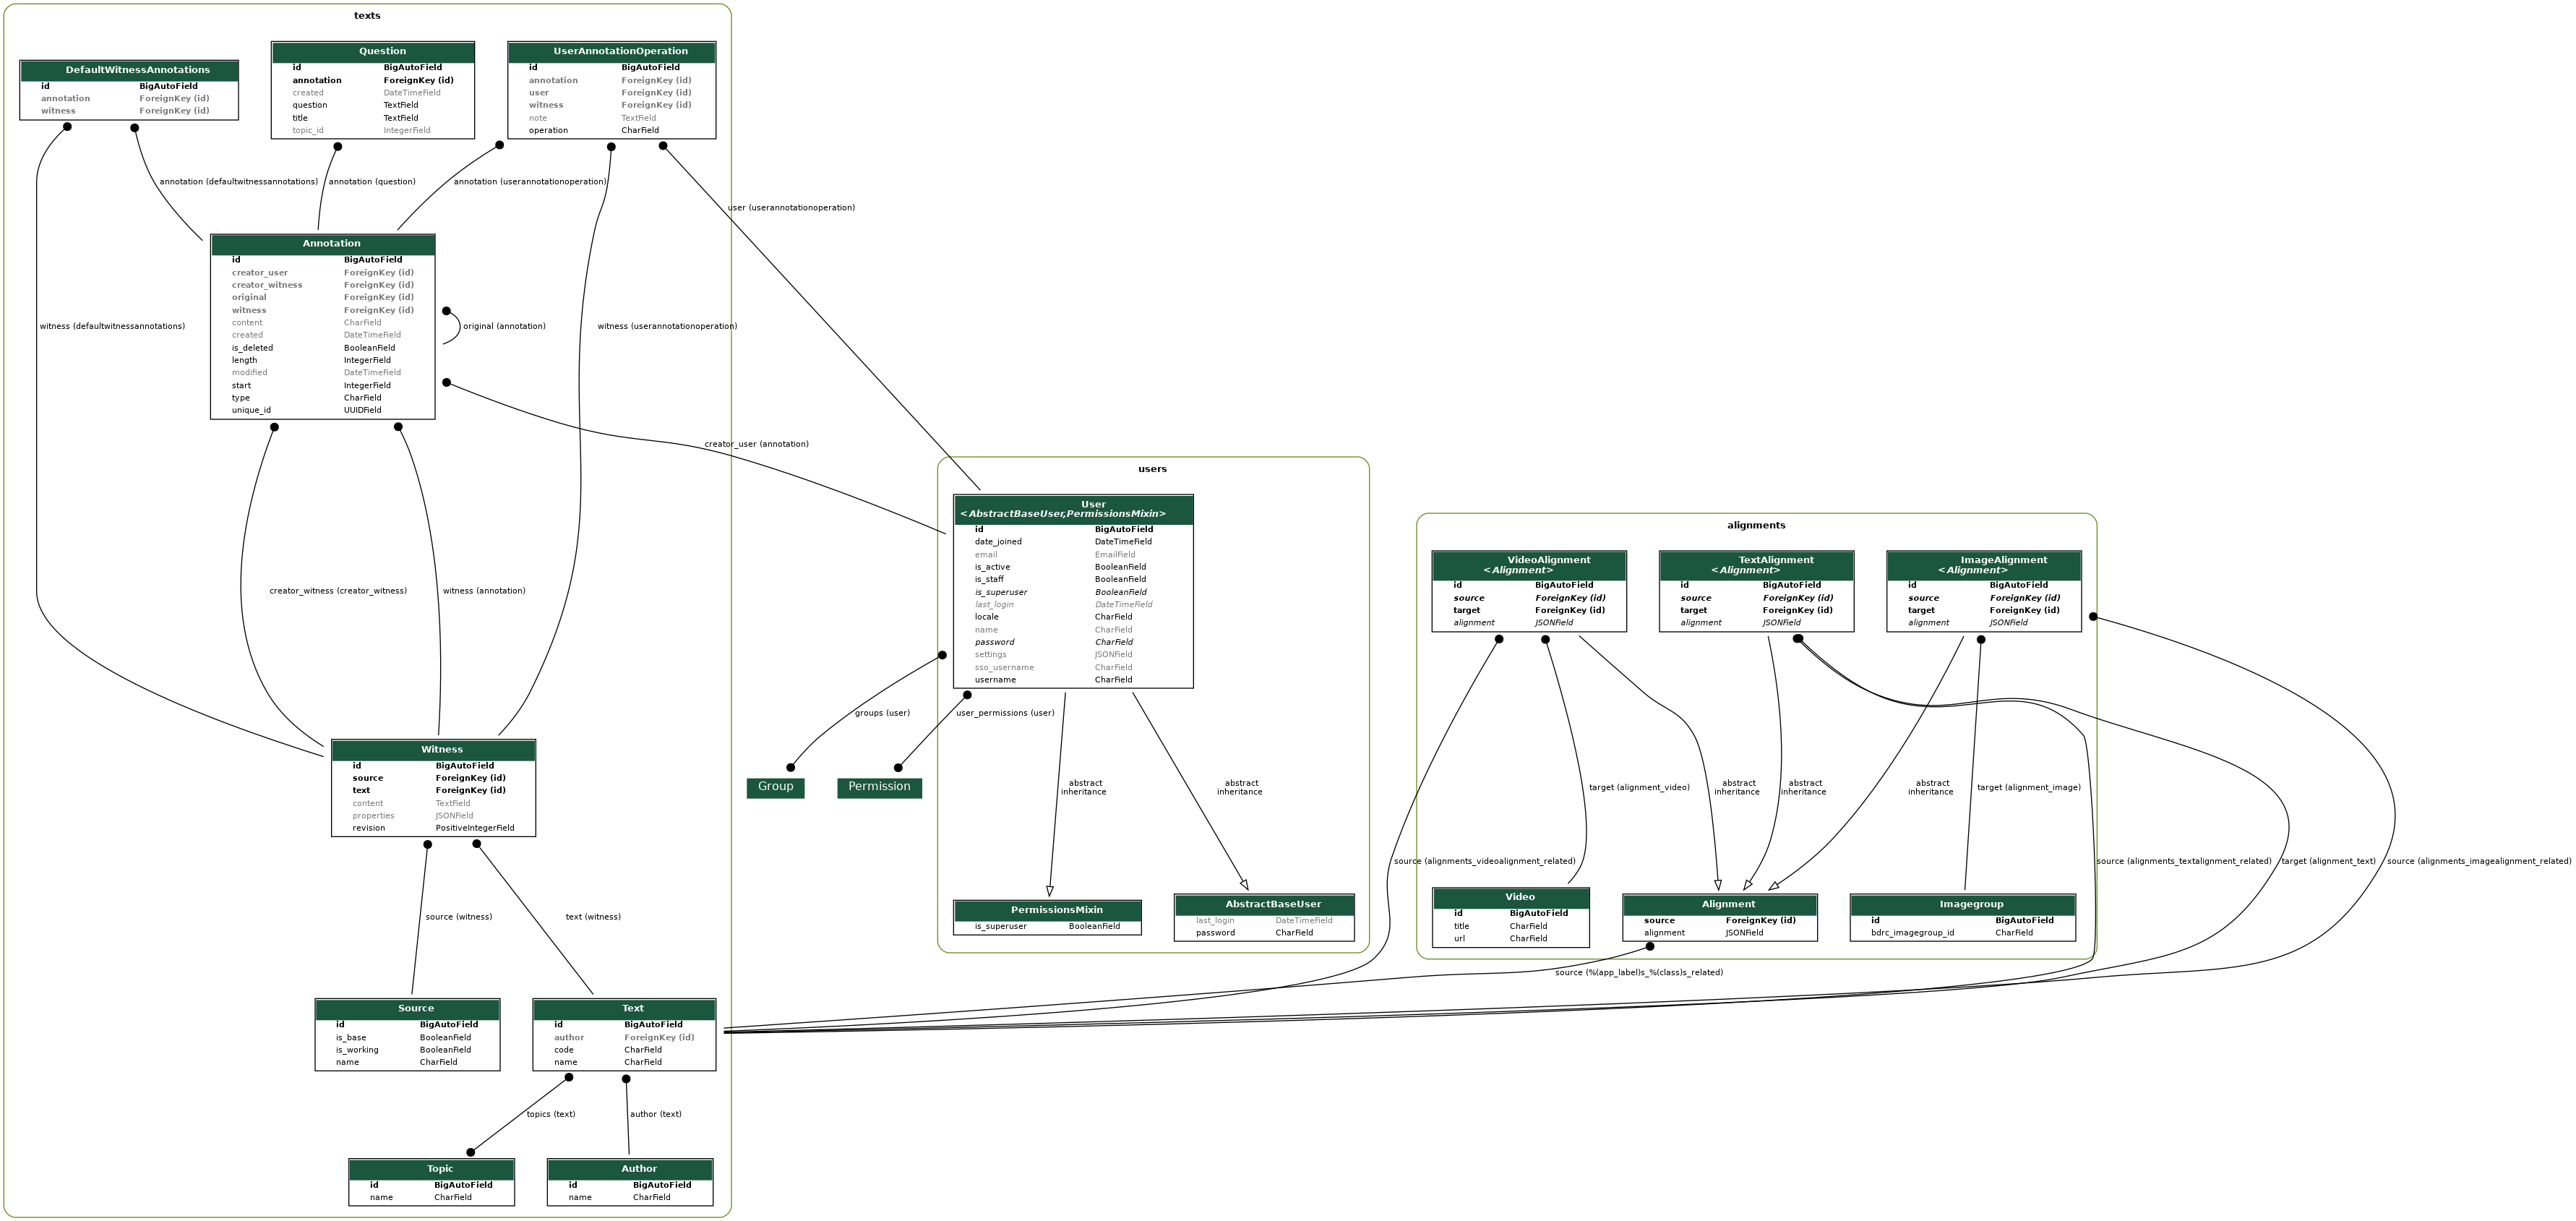 texts
DefaultWitnessAnnotations
id BigAutoField
annotation ForeignKey (id)
witness ForeignKey (id)
Question
id BigAutoField
annotation ForeignKey (id)
created DateTimeField
question TextField
title TextField
topic_id IntegerField
UserAnnotationOperation
id BigAutoField
annotation ForeignKey (id)
user ForeignKey (id)
witness ForeignKey (id)
note TextField
operation CharField
annotation (defaultwitnessannotations)
annotation (question)
annotation (userannotationoperation)
user (userannotationoperation)
Annotation
id BigAutoField
creator_user ForeignKey (id)
creator_witness ForeignKey (id)
original ForeignKey (id)
witness ForeignKey (id)
content CharField
created DateTimeField
is_deleted BooleanField
length IntegerField
modified DateTimeField
start IntegerField
type CharField
unique_id UUIDField
witness (defaultwitnessannotations)
original (annotation)
witness (userannotationoperation)
creator_user (annotation)
creator_witness (creator_witness)
witness (annotation)
Witness
id BigAutoField
source ForeignKey (id)
text ForeignKey (id)
content TextField
properties JSONField
revision PositiveIntegerField
source (witness)
text (witness)
Source
id BigAutoField
is_base BooleanField
is_working BooleanField
name CharField
Text
id BigAutoField
author ForeignKey (id)
code CharField
name CharField
topics (text)
author (text)
Topic
id BigAutoField
name CharField
Author
id BigAutoField
name CharField
users
User
<AbstractBaseUser,PermissionsMixin>
id BigAutoField
date_joined DateTimeField
email EmailField
is_active BooleanField
is_staff BooleanField
is_superuser BooleanField
last_login DateTimeField
locale CharField
name CharField
password CharField
settings JSONField
sso_username CharField
username CharField
groups (user)
user_permissions (user)
Group
Permission
abstract
inheritance
abstract
inheritance
PermissionsMixin
is_superuser BooleanField
AbstractBaseUser
last_login DateTimeField
password CharField
alignments
VideoAlignment
<Alignment>
id BigAutoField
source ForeignKey (id)
target ForeignKey (id)
alignment JSONField
TextAlignment
<Alignment>
id BigAutoField
source ForeignKey (id)
target ForeignKey (id)
alignment JSONField
ImageAlignment
<Alignment>
id BigAutoField
source ForeignKey (id)
target ForeignKey (id)
alignment JSONField
target (alignment_video)
abstract
inheritance
abstract
inheritance
abstract
inheritance
target (alignment_image)
source (alignments_videoalignment_related)
source (alignments_textalignment_related)
target (alignment_text)
source (alignments_imagealignment_related)
Video
id BigAutoField
title CharField
url CharField
Alignment
source ForeignKey (id)
alignment JSONField
Imagegroup
id BigAutoField
bdrc_imagegroup_id CharField
source (%(app_label)s_%(class)s_related)